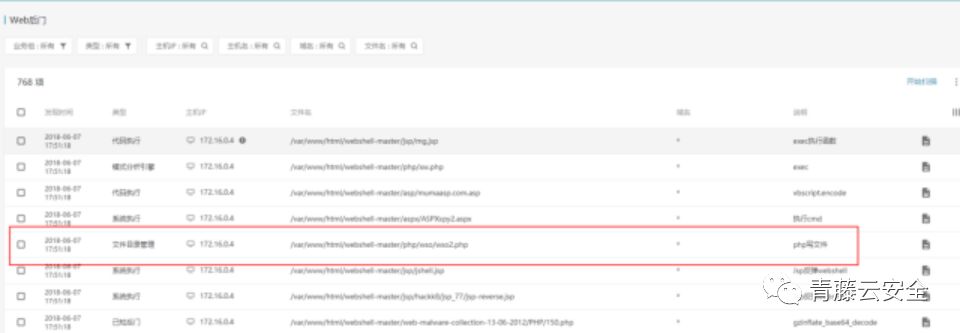 Web后门
业务组：所有 类型：所有 主机IP：所有 主机名：所有 域名：所有 文件名：所有
768 项 开始扫描
发现时间 类型 主机IP 文件名 域名 说明
2018-06-07 17:51:18 代码执行 172.16.0.4 /var/www/html/webshell-master/jsp/mg.jsp exec执行函数
2018-06-07 17:51:18 模式分析引擎 172.16.0.4 /var/www/html/webshell-master/php/xw.php exec
2018-06-07 17:51:18 代码执行 172.16.0.4 /var/www/html/webshell-master/asp/mumaasp.com.asp vbscript.encode
2018-06-07 17:51:18 系统执行 172.16.0.4 /var/www/html/webshell-master/aspx/ASPXspy2.aspx 执行cmd
2018-06-07 17:51:18 文件目录管理 172.16.0.4 /var/www/html/webshell-master/php/wso/wso2.php php写文件
2018-06-07 17:51:18 系统执行 172.16.0.4 /var/www/html/webshell-master/jsp/jshell.jsp jsp反弹webshell
2018-06-07 17:51:18 系统执行 172.16.0.4 /var/www/html/webshell-master/jsp/hackk8/jsp_77/jsp-reverse.jsp
2018-06-07 17:51:18 已知后门 172.16.0.4 /var/www/html/webshell-master/web-malware-collection-13-06-2012/PHP/150.php gzinflate_base64_decode
青藤云安全